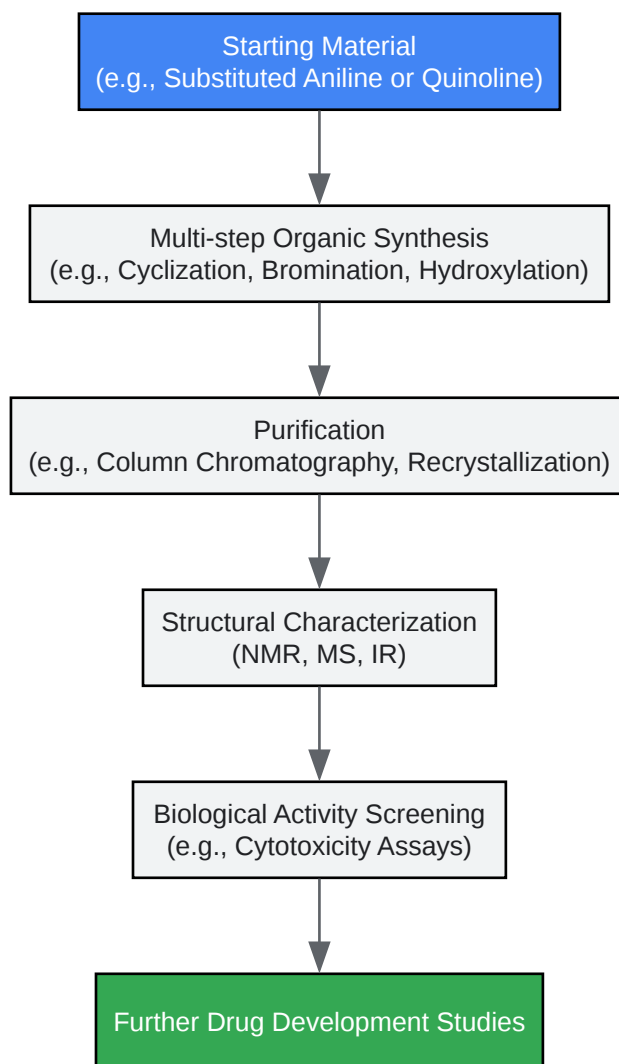 Starting Material
(e.g., Substituted Aniline or Quinoline)
Multi-step Organic Synthesis
(e.g., Cyclization, Bromination, Hydroxylation)
Purification
(e.g., Column Chromatography, Recrystallization)
Structural Characterization
(NMR, MS, IR)
Biological Activity Screening
(e.g., Cytotoxicity Assays)
Further Drug Development Studies